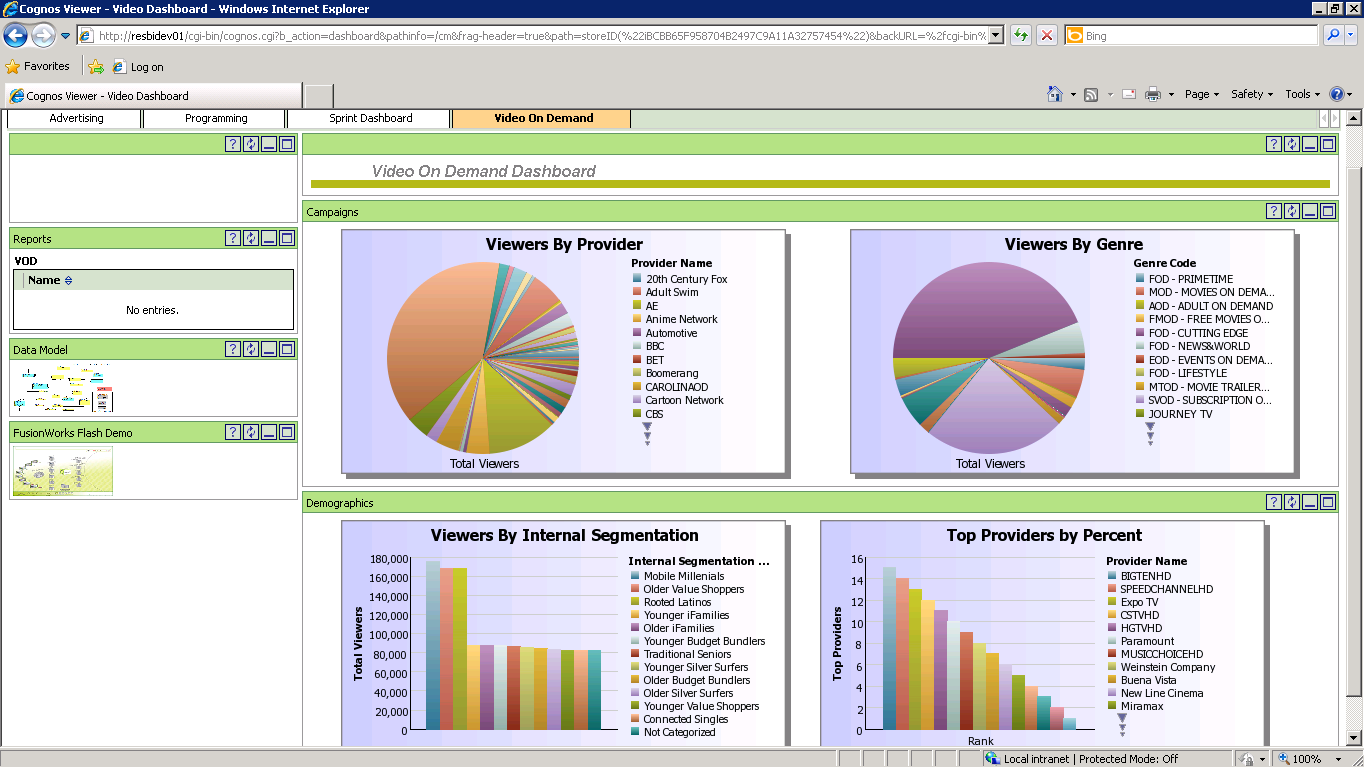 Cognos Viewer - Video Dashboard - Windows Internet Explorer
http://resbidev01/cgi-bin/cognos.cgi?b_action=dashboard&pathinfo=/cm&frag-header=true&path=storeID(%22iBCBB65F958704B2497C9A11A32757454%22)&backURL=%2fcgi-bin%
Bing
Favorites
Log on
Cognos Viewer - Video Dashboard
Page
Safety
Tools
Advertising
Programming
Sprint Dashboard
Video On Demand
Video On Demand Dashboard
Reports
VOD
Name
No entries.
Data Model
FusionWorks Flash Demo
Campaigns
Viewers By Provider
Provider Name
20th Century Fox
Adult Swim
AE
Anime Network
Automotive
BBC
BET
Boomerang
CAROLINAOD
Cartoon Network
CBS
Total Viewers
Viewers By Genre
Genre Code
FOD - PRIMETIME
MOD - MOVIES ON DEMA...
AOD - ADULT ON DEMAND
FMOD - FREE MOVIES O...
FOD - CUTTING EDGE
FOD - NEWS&WORLD
EOD - EVENTS ON DEMA...
FOD - LIFESTYLE
MTOD - MOVIE TRAILER...
SVOD - SUBSCRIPTION O...
JOURNEY TV
Total Viewers
Demographics
Viewers By Internal Segmentation
Total Viewers
180,000
160,000
140,000
120,000
100,000
80,000
60,000
40,000
20,000
0
Internal Segmentation ...
Mobile Millenials
Older Value Shoppers
Rooted Latinos
Younger iFamilies
Older iFamilies
Younger Budget Bundlers
Traditional Seniors
Younger Silver Surfers
Older Budget Bundlers
Older Silver Surfers
Younger Value Shoppers
Connected Singles
Not Categorized
Top Providers by Percent
Top Providers
16
14
12
10
8
6
4
2
0
Rank
Provider Name
BIGTENHD
SPEEDCHANNELHD
Expo TV
CSTVHD
HGTVHD
Paramount
MUSICCHOICEHD
Weinstein Company
Buena Vista
New Line Cinema
Miramax
Local intranet | Protected Mode: Off
100%